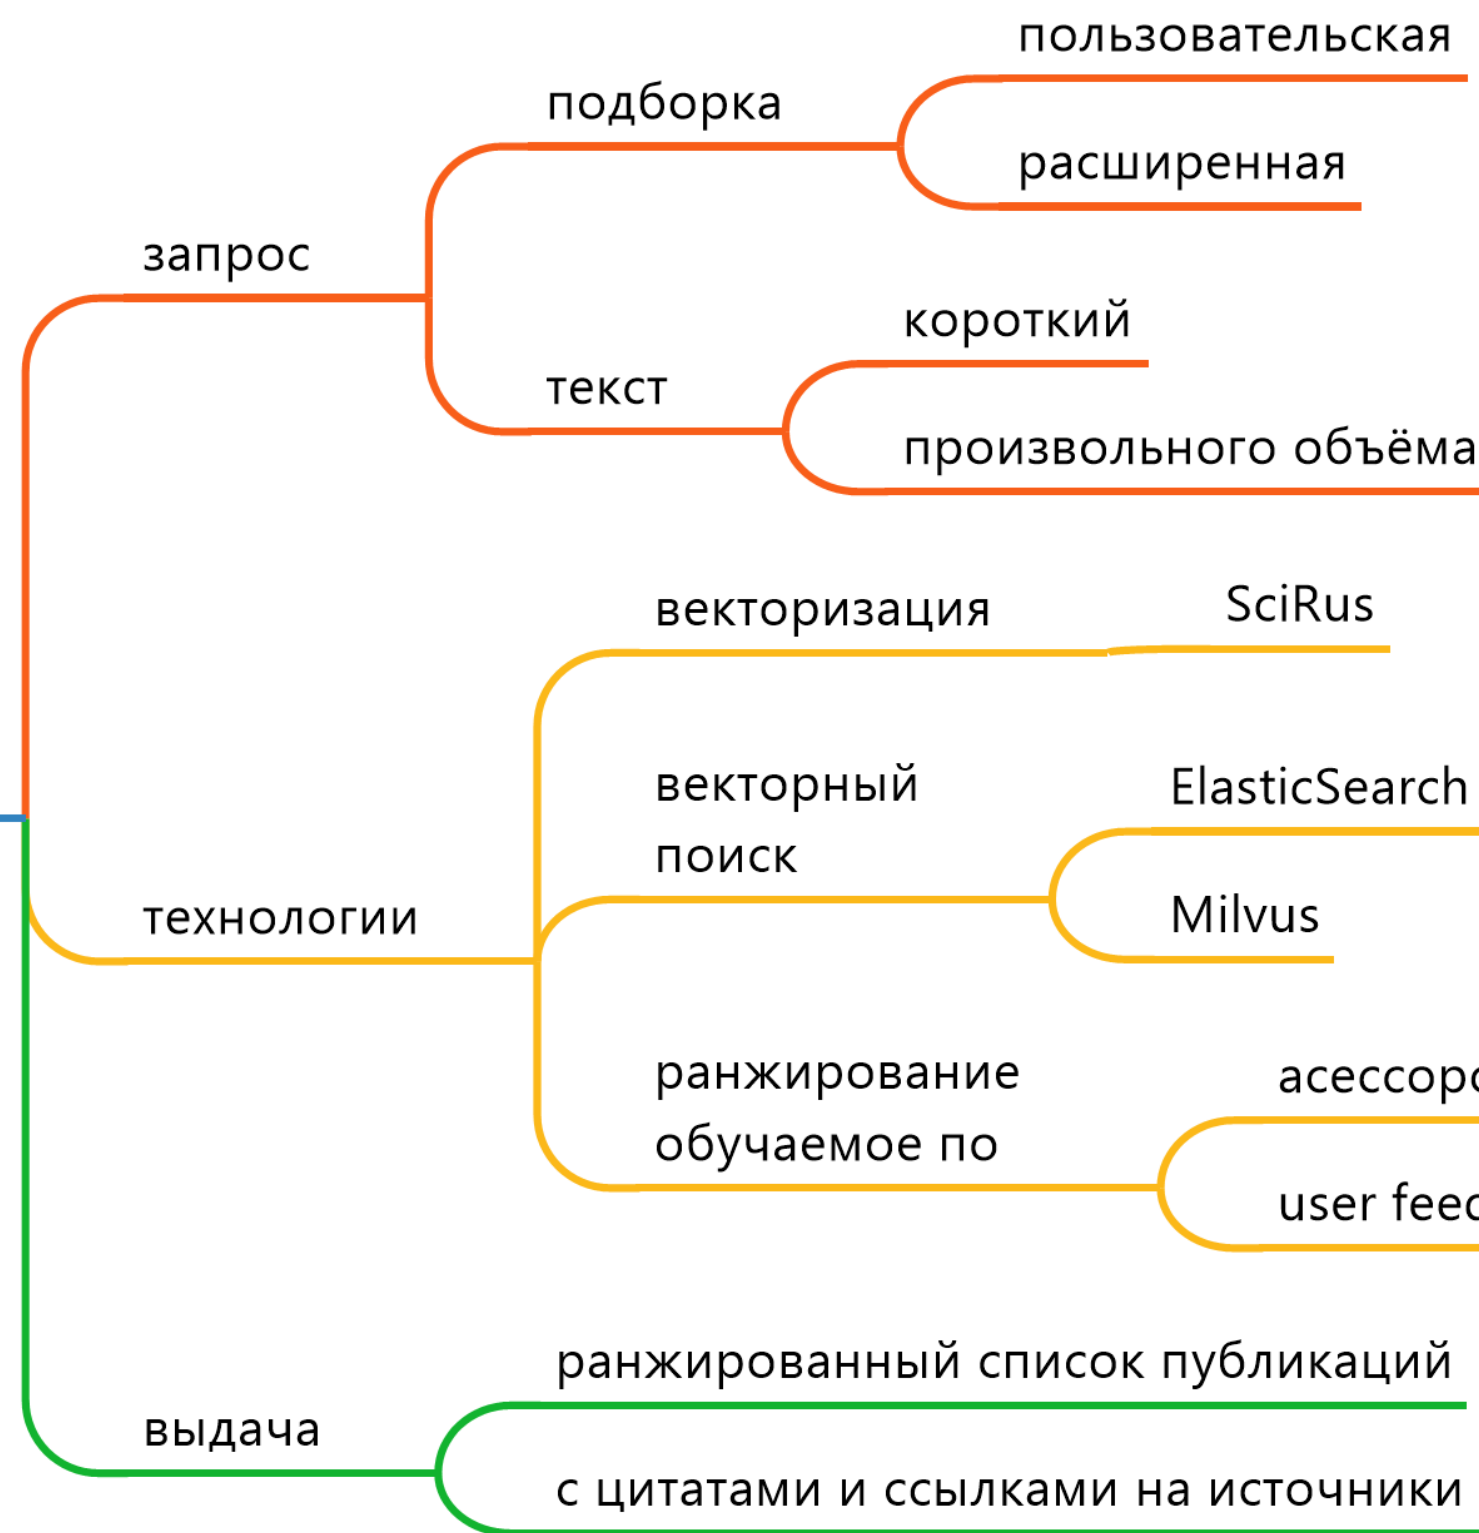 пользовательская
подборка
расширенная
запрос
короткий
текст
произвольного объёма
векторизация
SciRus
векторный
поиск
ElasticSearch
Milvus
технологии
ранжирование
обучаемое по
user
ранжированный список публикаций
выдача
с цитатами и ссылками на источники